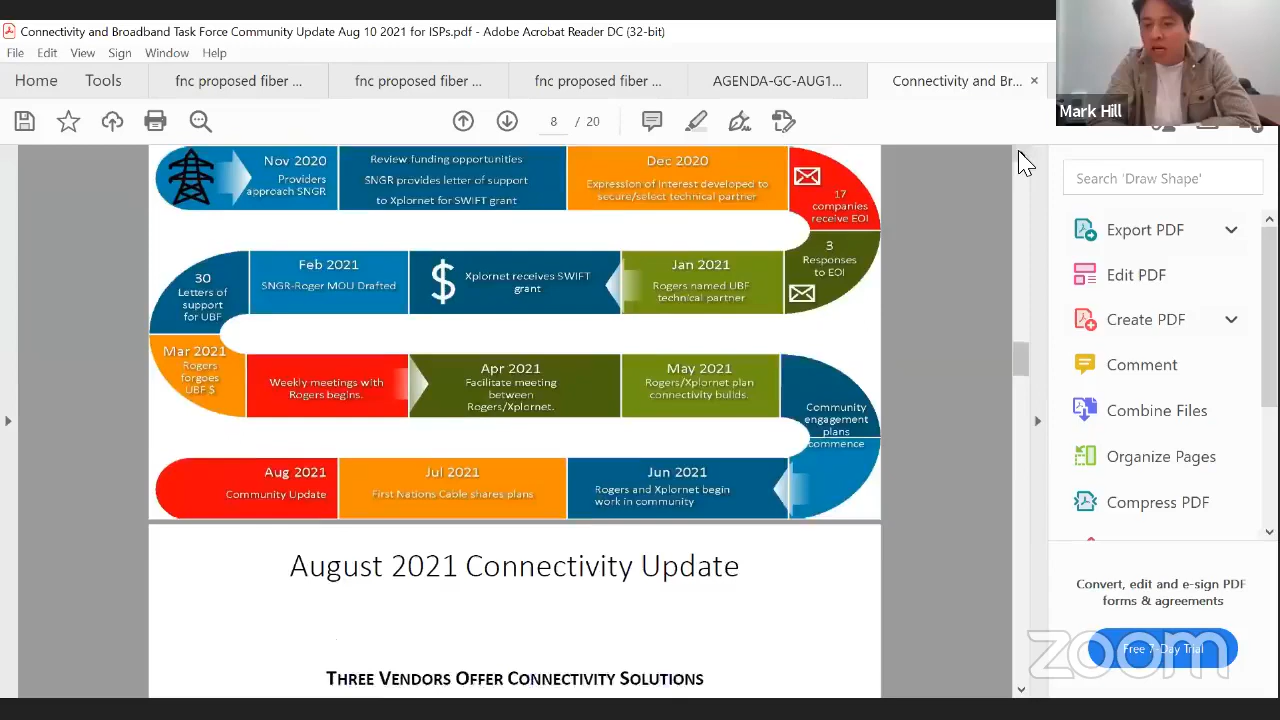 Connectivity and Broadband Task Force Community Update Aug 10 2021 for ISPs.pdf - Adobe Acrobat Reader DC (32-bit)
File Edit View Sign Window Help
Home Tools fnc proposed fiber ... fnc proposed fiber ... fnc proposed fiber ... AGENDA-GC-AUG1... Connectivity and Br... ×
Mark Hill
8 / 20
Nov 2020
Providers
approach SNGR
Review funding opportunities
SNGR provides letter of support
to Xplornet for SWIFT grant
Dec 2020
Expression of Interest developed to
secure/select technical partner
17
companies
receive EOI
3
Responses
to EOI
Jan 2021
Rogers named UBF
technical partner
$
Xplornet receives SWIFT
grant
Feb 2021
SNGR-Roger MOU Drafted
30
Letters of
support
for UBF
Mar 2021
Rogers
forgoes
UBF $
Weekly meetings with
Rogers begins.
Apr 2021
Facilitate meeting
between
Rogers/Xplornet.
May 2021
Rogers/Xplornet plan
connectivity builds.
Community
engagement
plans
commence
Jun 2021
Rogers and Xplornet begin
work in community
Jul 2021
First Nations Cable shares plans
Aug 2021
Community Update
August 2021 Connectivity Update
THREE VENDORS OFFER CONNECTIVITY SOLUTIONS
Search 'Draw Shape'
Export PDF
Edit PDF
Create PDF
Comment
Combine Files
Organize Pages
Compress PDF
Convert, edit and e-sign PDF
forms & agreements
Free 7-Day Trial
zoom